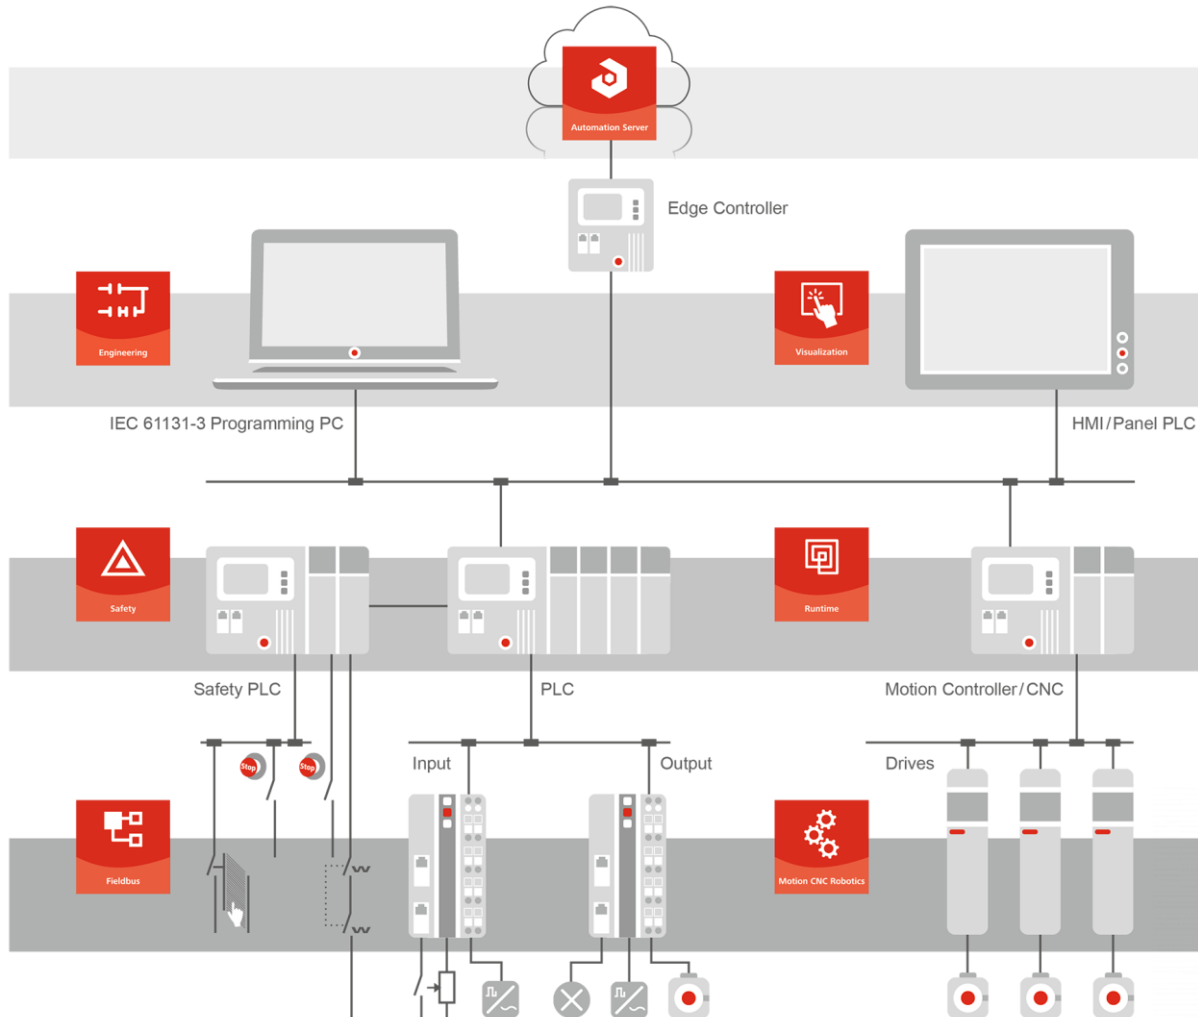 Automation Server
Edge Controller
Engineering
Visualization
IEC 61131-3 Programming PC
HMI/Panel PLC
Safety
Runtime
Safety PLC
PLC
Motion Controller/CNC
Stop
Stop
Input
Output
Drives
Fieldbus
Motion CNC Robotics